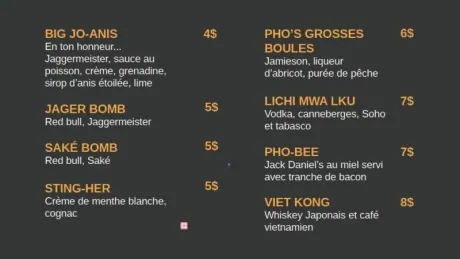 BIG JO-ANIS 4$
En ton honneur...
Jaggermeister, sauce au
poisson, crème, grenadine,
sirop d'anis étoilée, lime
JAGER BOMB 5$
Red bull, Jaggermeister
SAKÉ BOMB 5$
Red bull, Saké
STING-HER 5$
Crème de menthe blanche,
cognac
PHO'S GROSSES 6$
BOULES
Jamieson, liqueur
d'abricot, purée de pêche
LICHI MWA LKU 7$
Vodka, canneberges, Soho
et tabasco
PHO-BEE 7$
Jack Daniel's au miel servi
avec tranche de bacon
VIET KONG 8$
Whiskey Japonais et café
vietnamien